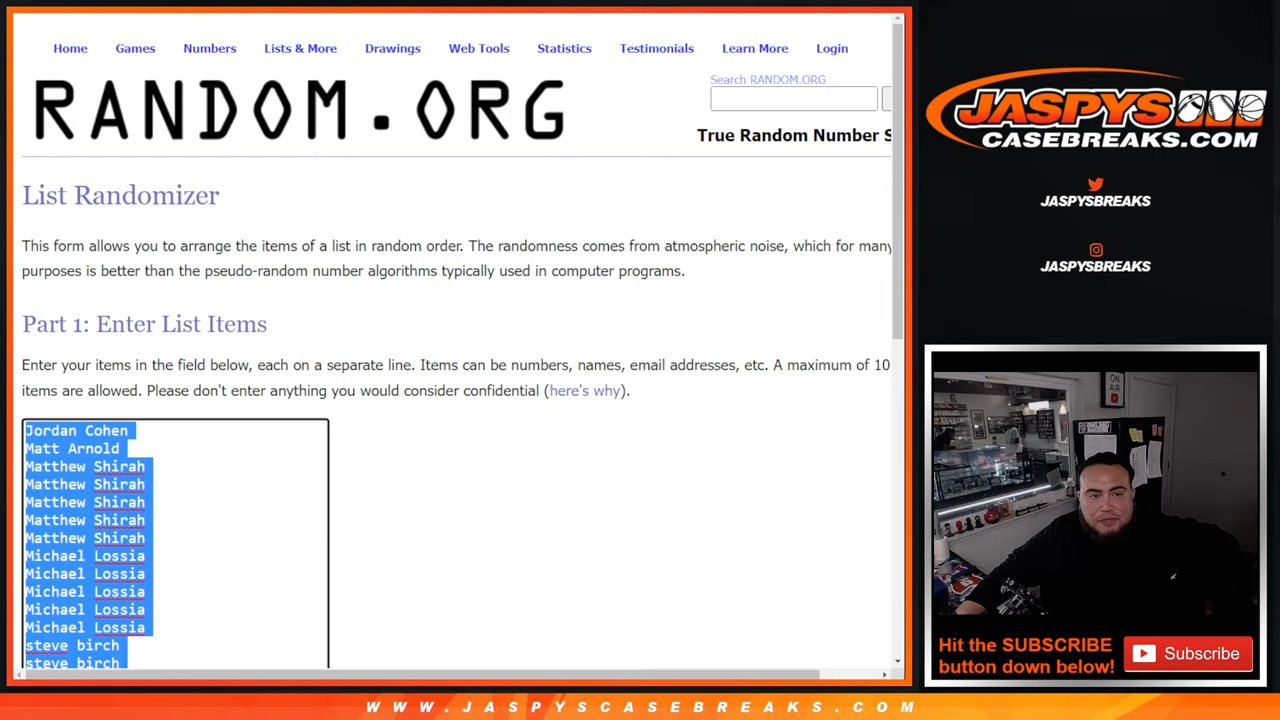 Home Games Numbers Lists & More Drawings Web Tools Statistics Testimonials Learn More Login
RANDOM.ORG
Search RANDOM.ORG
True Random Number S
List Randomizer
This form allows you to arrange the items of a list in random order. The randomness comes from atmospheric noise, which for many
purposes is better than the pseudo-random number algorithms typically used in computer programs.
Part 1: Enter List Items
Enter your items in the field below, each on a separate line. Items can be numbers, names, email addresses, etc. A maximum of 10
items are allowed. Please don't enter anything you would consider confidential (here's why).
Jordan Cohen
Matt Arnold
Matthew Shirah
Matthew Shirah
Matthew Shirah
Matthew Shirah
Matthew Shirah
Michael Lossia
Michael Lossia
Michael Lossia
Michael Lossia
Michael Lossia
steve birch
steve birch
JASPYS
CASEBREAKS.COM
JASPYSBREAKS
JASPYSBREAKS
ON
AIR
Hit the SUBSCRIBE
button down below!
Subscribe
WWW.JASPYSCASEBREAKS.COM